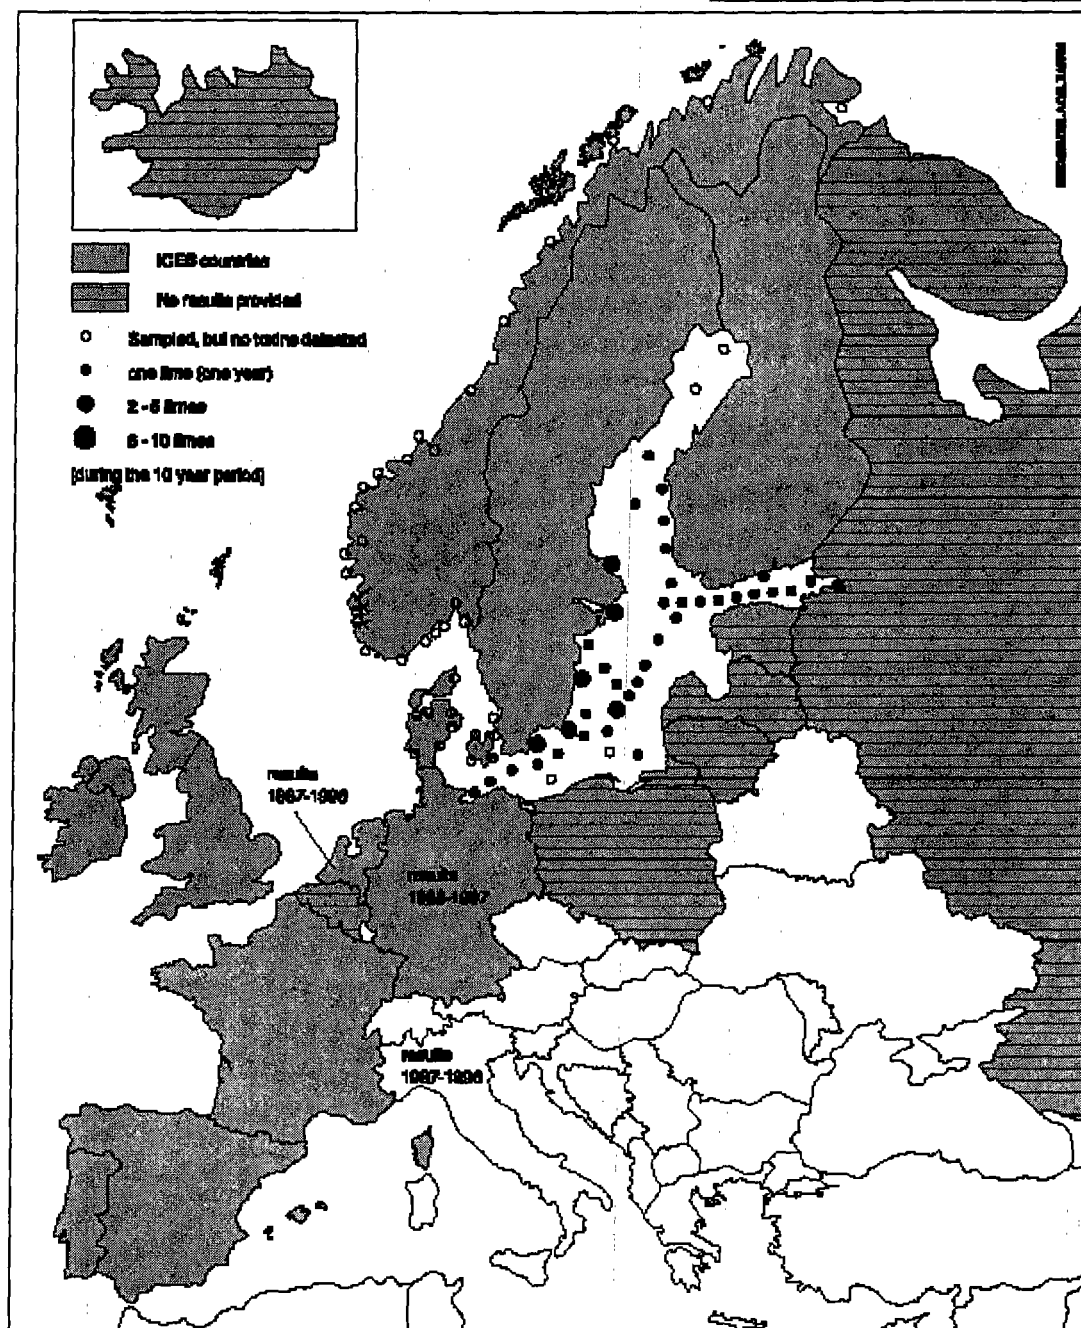 ICES countries
No results provided
Sampled, but no toxins detected
one time (one year)
2 - 5 times
6 - 10 times
[during the 10 year period]
results
1987-1996
results
results
1987-1996